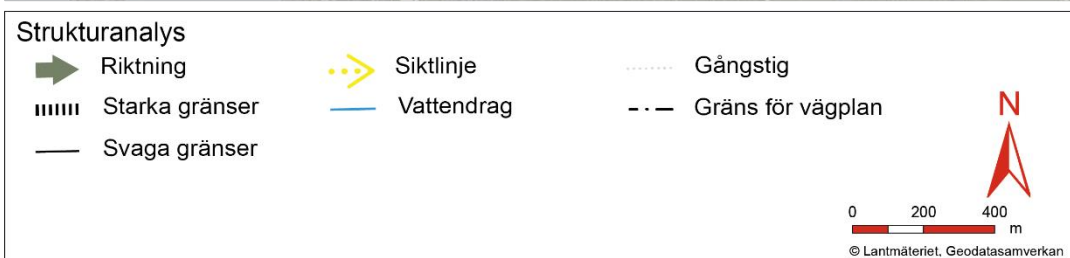 Strukturanalys
Riktning
Siktlinje
Gångstig
Starka gränser
Vattendrag
Gräns för vägplan
Svaga gränser
N
0 200 400
m
© Lantmäteriet, Geodatasamverkan